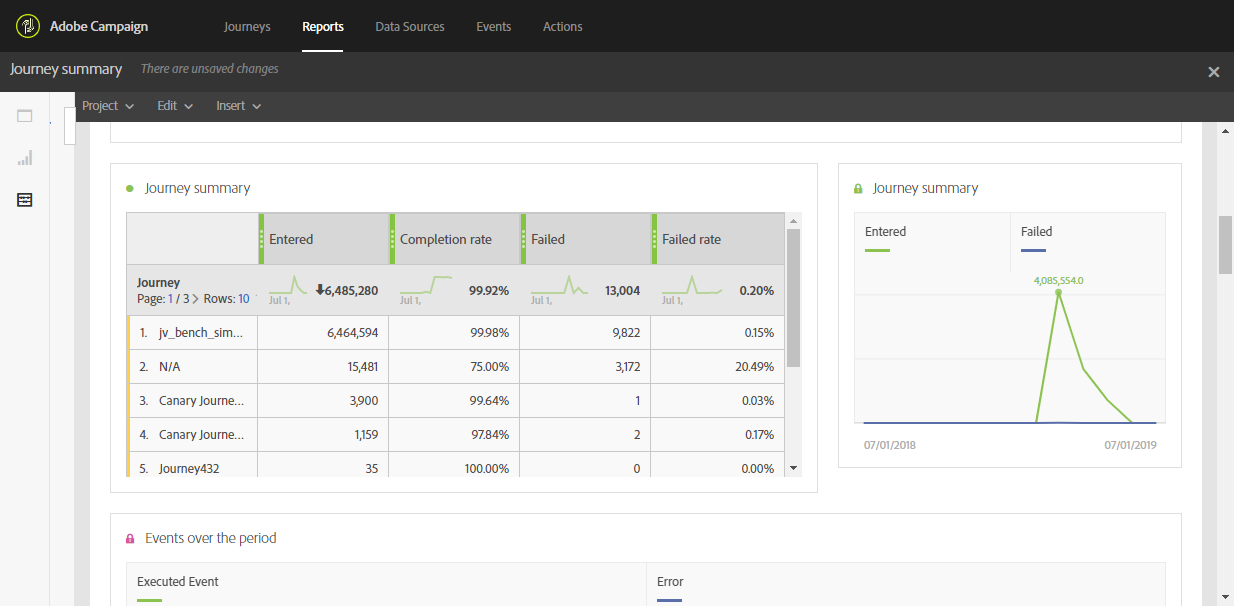 Adobe Campaign Journeys Reports Data Sources Events Actions
Journey summary There are unsaved changes
Project Edit Insert
Journey summary
Entered Completion rate Failed Failed rate
Journey
Page: 1 / 3 > Rows: 10
Jul 1, 6,485,280 Jul 1, 99.92% Jul 1, 13,004 Jul 1, 0.20%
1. jv_bench_sim... 6,464,594 99.98% 9,822 0.15%
2. N/A 15,481 75.00% 3,172 20.49%
3. Canary Journe... 3,900 99.64% 1 0.03%
4. Canary Journe... 1,159 97.84% 2 0.17%
5. Journey432 35 100.00% 0 0.00%
Journey summary
Entered Failed
4,085,554.0
07/01/2018 07/01/2019
Events over the period
Executed Event Error